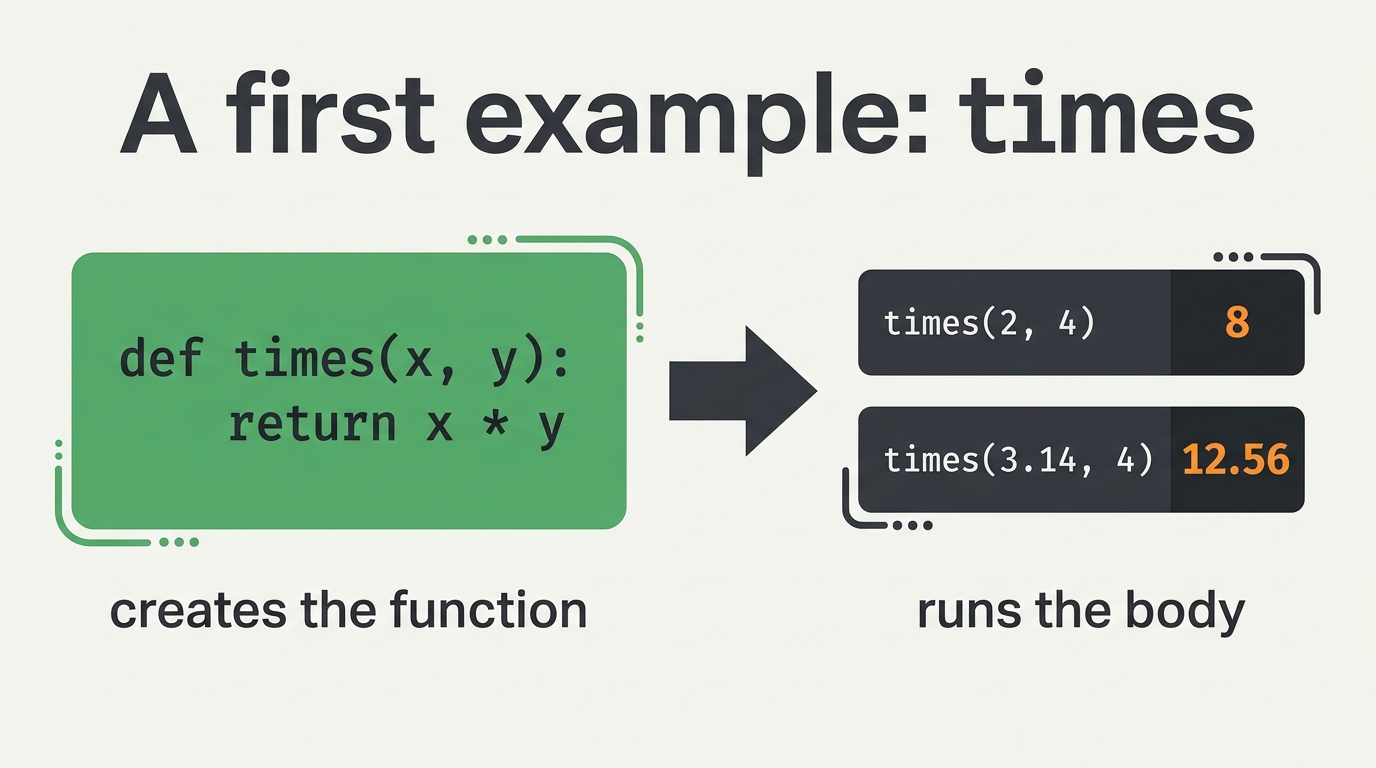 A first example: times
def times(x, y):
    return x * y
creates the function
times(2, 4) 8
times(3.14, 4) 12.56
runs the body